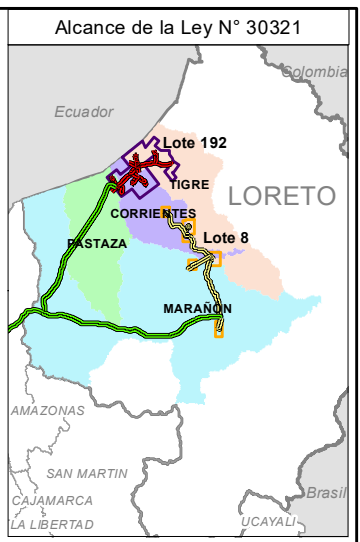 Alcance de la Ley N° 30321
Colombia
Ecuador
Lote 192
TIGRE
LORETO
CORRIENTES
Lote 8
PASTAZA
MARAÑON
AMAZONAS
SAN MARTIN
Brasil
CAJAMARCA
LA LIBERTAD
UCAYALI